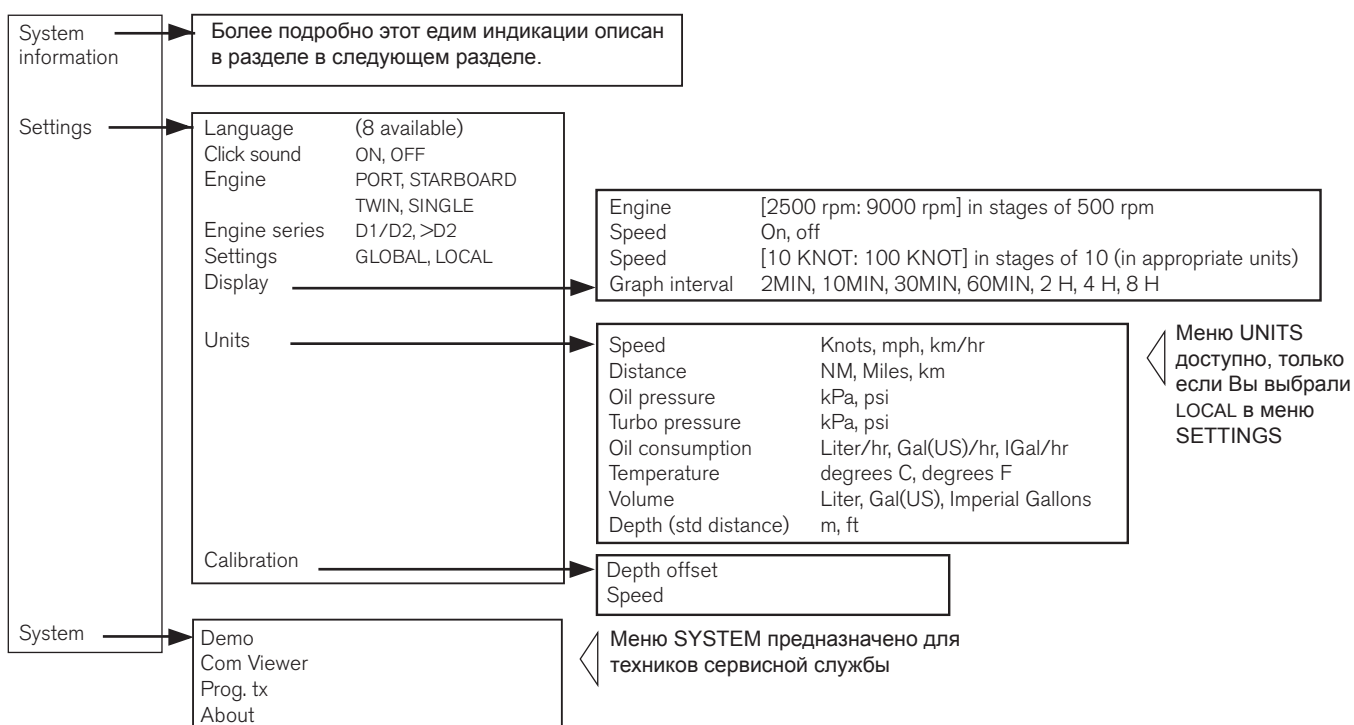 System information
Более подробно этот едим индикации описан
в разделе в следующем разделе.
Settings
Language (8 available)
Click sound ON, OFF
Engine PORT, STARBOARD
TWIN, SINGLE
Engine series D1/D2, >D2
Settings GLOBAL, LOCAL
Display
Engine [2500 rpm: 9000 rpm] in stages of 500 rpm
Speed On, off
Speed [10 KNOT: 100 KNOT] in stages of 10 (in appropriate units)
Graph interval 2MIN, 10MIN, 30MIN, 60MIN, 2 H, 4 H, 8 H
Units
Speed Knots, mph, km/hr
Distance NM, Miles, km
Oil pressure kPa, psi
Turbo pressure kPa, psi
Oil consumption Liter/hr, Gal(US)/hr, IGal/hr
Temperature degrees C, degrees F
Volume Liter, Gal(US), Imperial Gallons
Depth (std distance) m, ft
Меню UNITS
доступно, только
если Вы выбрали
LOCAL в меню
SETTINGS
Calibration
Depth offset
Speed
System
Demo
Com Viewer
Prog. tx
About
Меню SYSTEM предназначено для
техников сервисной службы